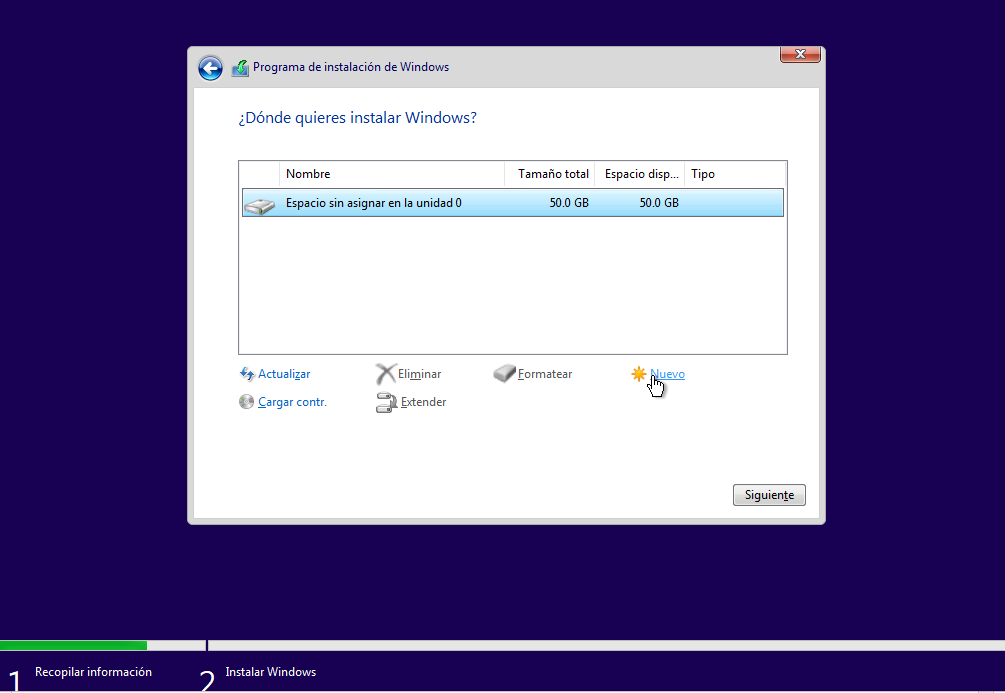 Programa de instalación de Windows
¿Dónde quieres instalar Windows?
Nombre Tamaño total Espacio disp... Tipo
Espacio sin asignar en la unidad 0 50.0 GB 50.0 GB
Actualizar Eliminar Formatear Nuevo
Cargar contr. Extender
Siguiente
1 Recopilar información 2 Instalar Windows